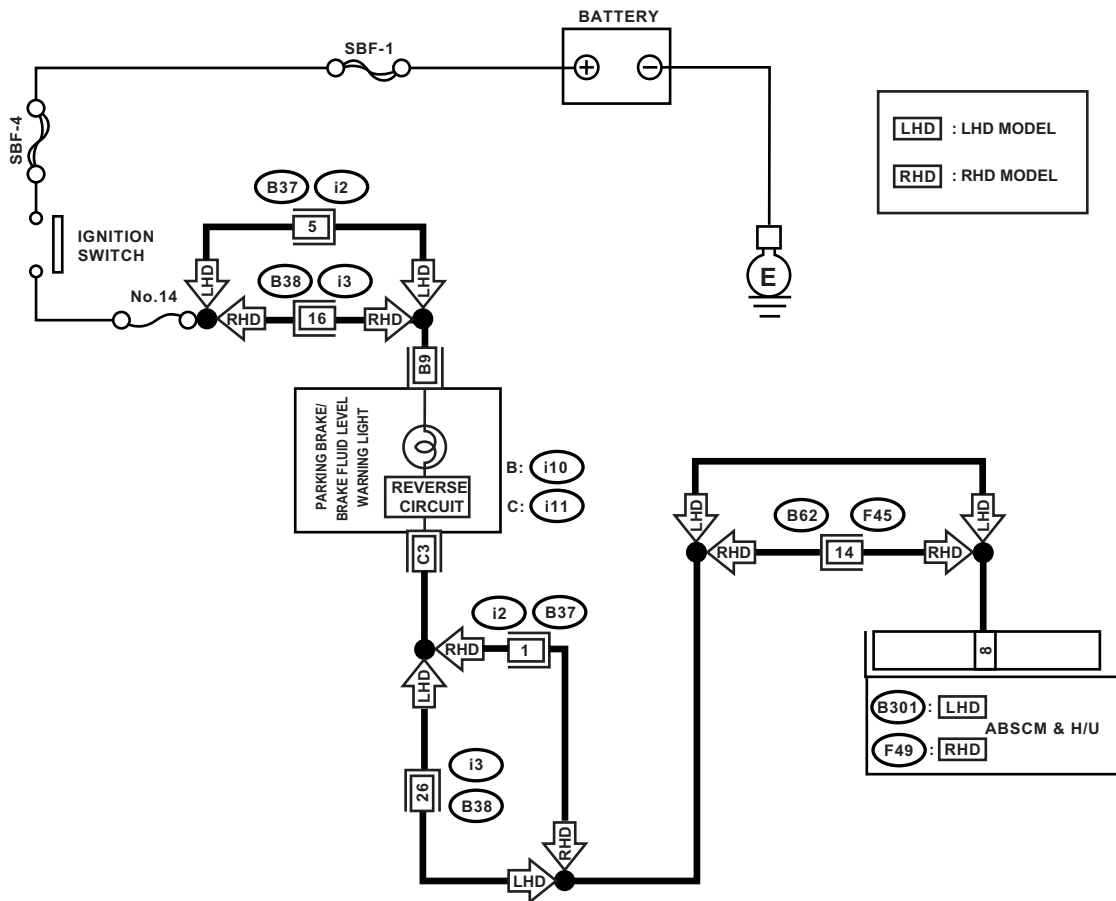 BATTERY
SBF-1
SBF-4
LHD : LHD MODEL
RHD : RHD MODEL
B37 i2
5
IGNITION
SWITCH
LHD
LHD
B38 i3
No.14
RHD
16
RHD
E
B9
PARKING BRAKE/
BRAKE FLUID LEVEL
WARNING LIGHT
REVERSE
CIRCUIT
B: i10
C: i11
C3
LHD
LHD
B62 F45
RHD
14
RHD
i2 B37
RHD
1
LHD
8
B301 : LHD
ABSCM & H/U
F49 : RHD
i3
26
B38
RHD
LHD